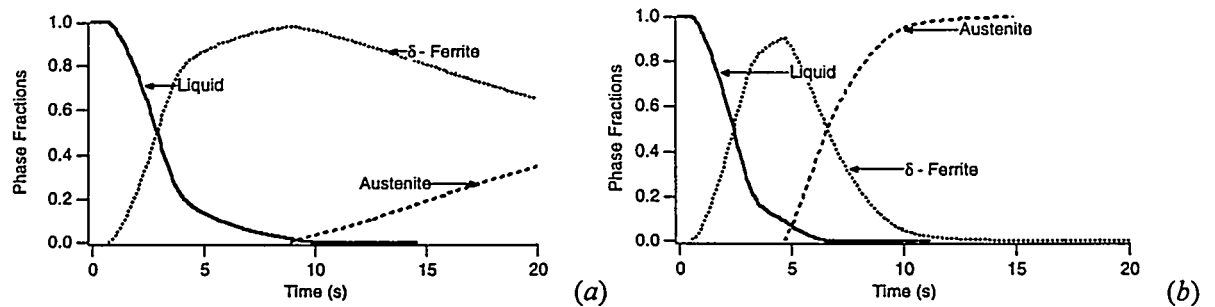 Phase Fractions
1.0
0.8
0.6
0.4
0.2
0.0
δ - Ferrite
Liquid
Austenite
0
5
10
15
20
Time (s)
(a)
Phase Fractions
1.0
0.8
0.6
0.4
0.2
0.0
Austenite
Liquid
δ - Ferrite
0
5
10
15
20
Time (s)
(b)